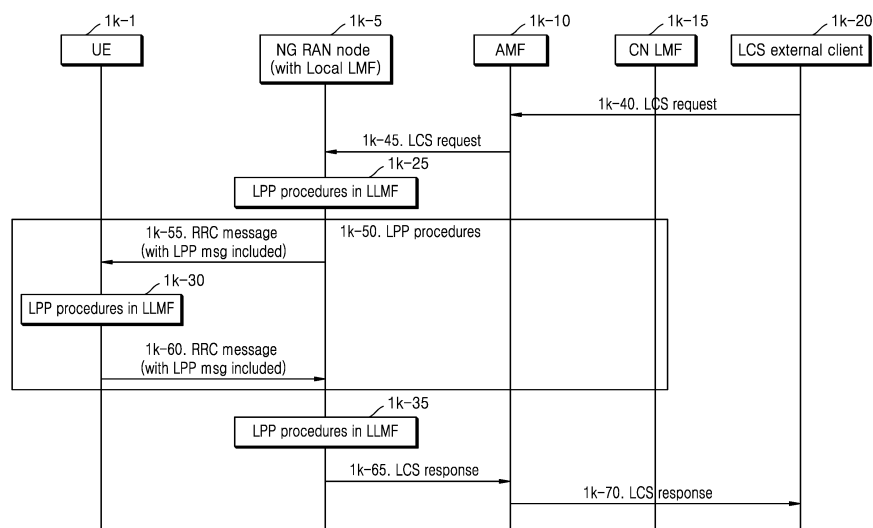 1k-1
1k-5
1k-10
1k-15
1k-20
UE
NG RAN node
(with Local LMF)
AMF
CN LMF
LCS external client
1k-40. LCS request
1k-45. LCS request
1k-25
LPP procedures in LLMF
1k-50. LPP procedures
1k-55. RRC message
(with LPP msg included)
1k-30
LPP procedures in LLMF
1k-60. RRC message
(with LPP msg included)
1k-35
LPP procedures in LLMF
1k-65. LCS response
1k-70. LCS response